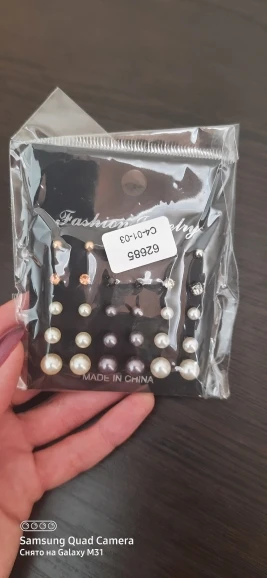 Fashion Jewelry
62685
C4-01-03
MADE IN CHINA
Samsung Quad Camera
Снято на Galaxy M31